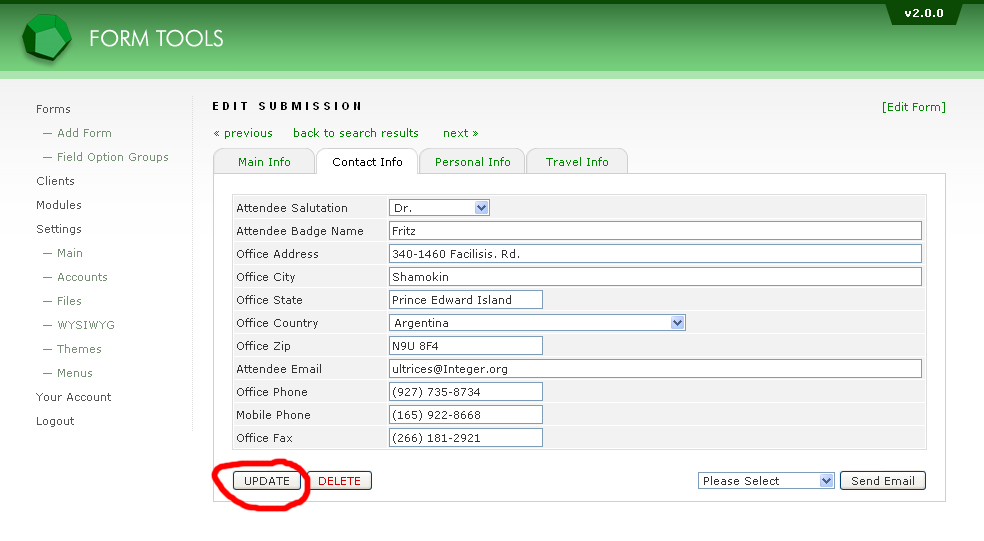 v2.0.0
FORM TOOLS
Forms
— Add Form
— Field Option Groups
Clients
Modules
Settings
— Main
— Accounts
— Files
— WYSIWYG
— Themes
— Menus
Your Account
Logout
EDIT SUBMISSION
[Edit Form]
« previous back to search results next »
Main Info Contact Info Personal Info Travel Info
Attendee Salutation Dr.
Attendee Badge Name Fritz
Office Address 340-1460 Facilisis. Rd.
Office City Shamokin
Office State Prince Edward Island
Office Country Argentina
Office Zip N9U 8F4
Attendee Email ultrices@Integer.org
Office Phone (927) 735-8734
Mobile Phone (165) 922-8668
Office Fax (266) 181-2921
UPDATE DELETE Please Select Send Email